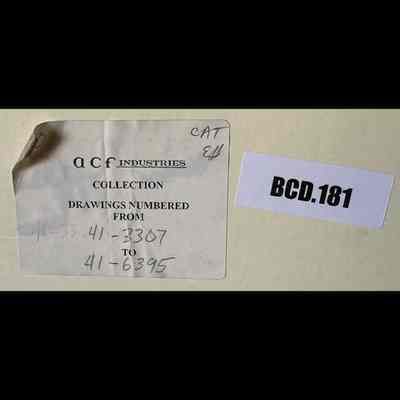 CAT
acf INDUSTRIES
COLLECTION
DRAWINGS NUMBERED
FROM
41-3307
TO
41-6395
BCD.181